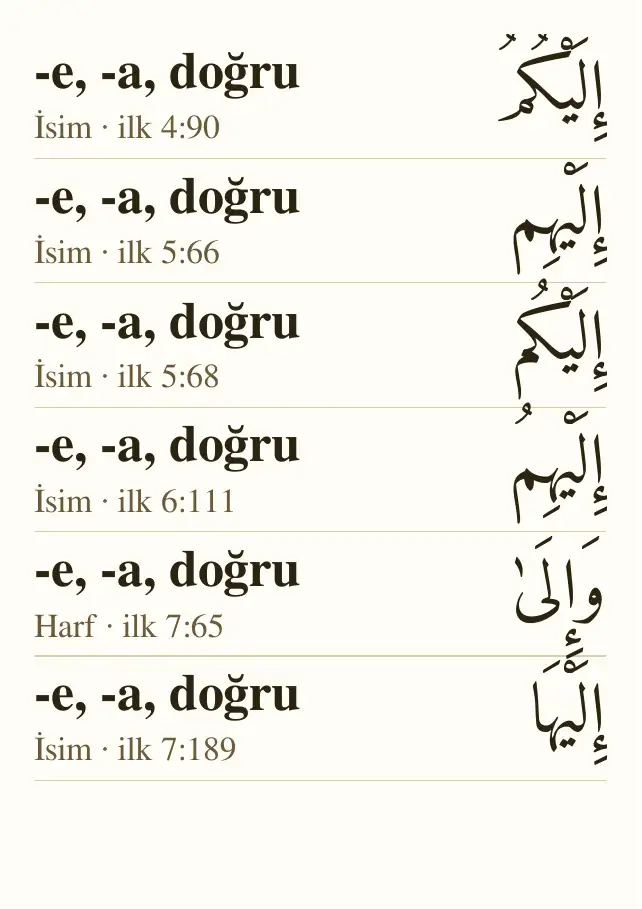 -e, -a, doğru إِلَيْكُمُ
İsim · ilk 4:90
-e, -a, doğru إِلَيْهِم
İsim · ilk 5:66
-e, -a, doğru إِلَيْكُم
İsim · ilk 5:68
-e, -a, doğru إِلَيْهِمُ
İsim · ilk 6:111
-e, -a, doğru وَإِلَىٰ
Harf · ilk 7:65
-e, -a, doğru إِلَيْهَا
İsim · ilk 7:189